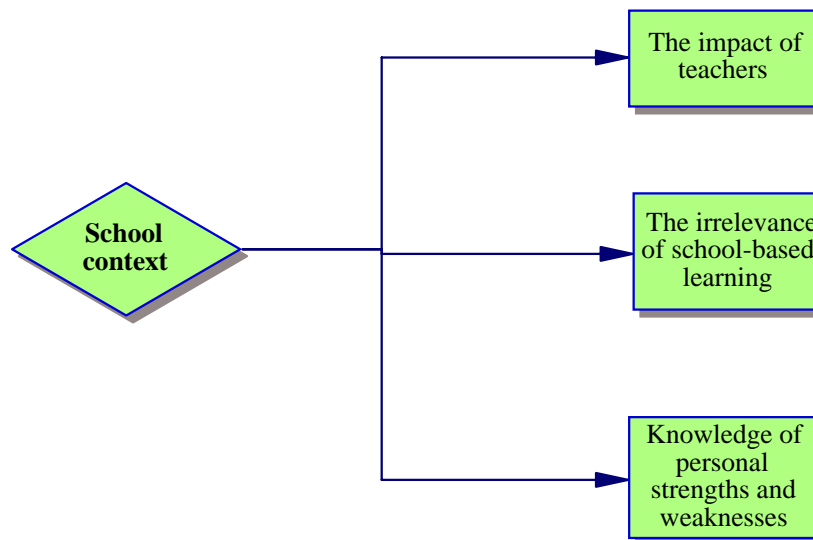 School
context
The impact of
teachers
The irrelevance
of school-based
learning
Knowledge of
personal
strengths and
weaknesses